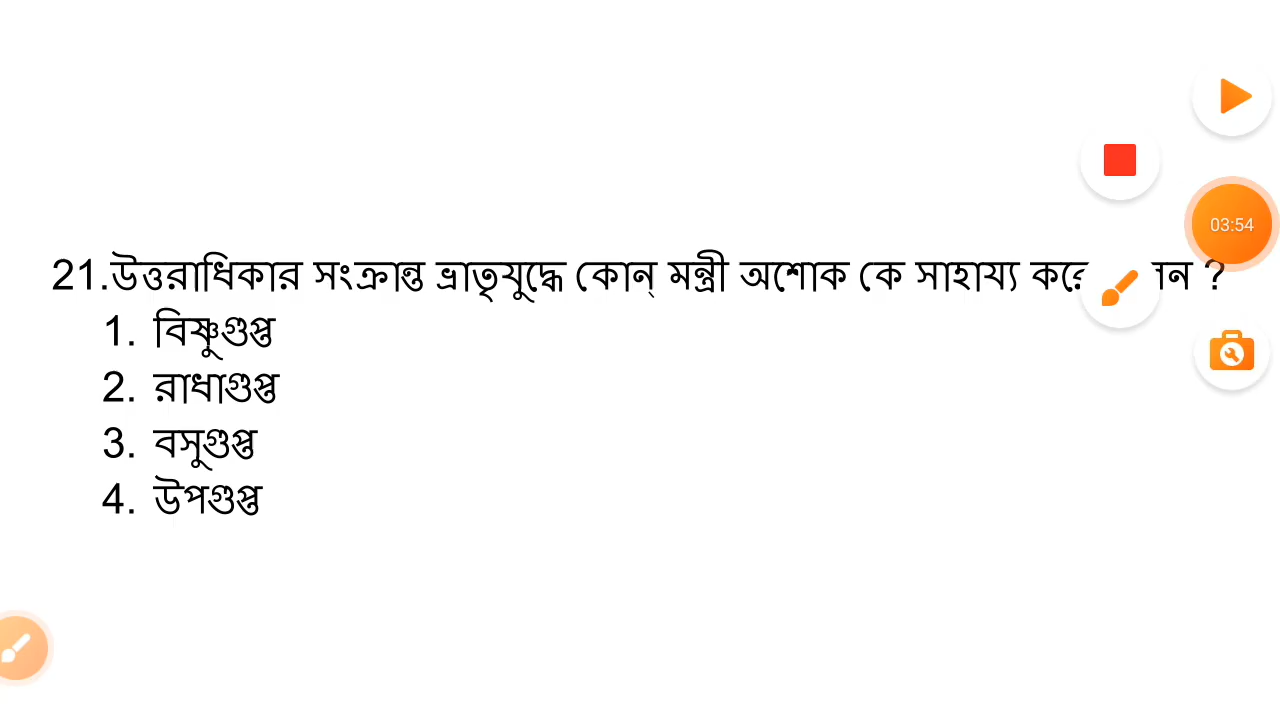 03:54
21.উত্তরাধিকার সংক্রান্ত ভ্রাতৃযুদ্ধে কোন্ মন্ত্রী অশোক কে সাহায্য ?
1. বিষ্ণুগুপ্ত
2. রাধাগুপ্ত
3. বসুগুপ্ত
4. উপগুপ্ত